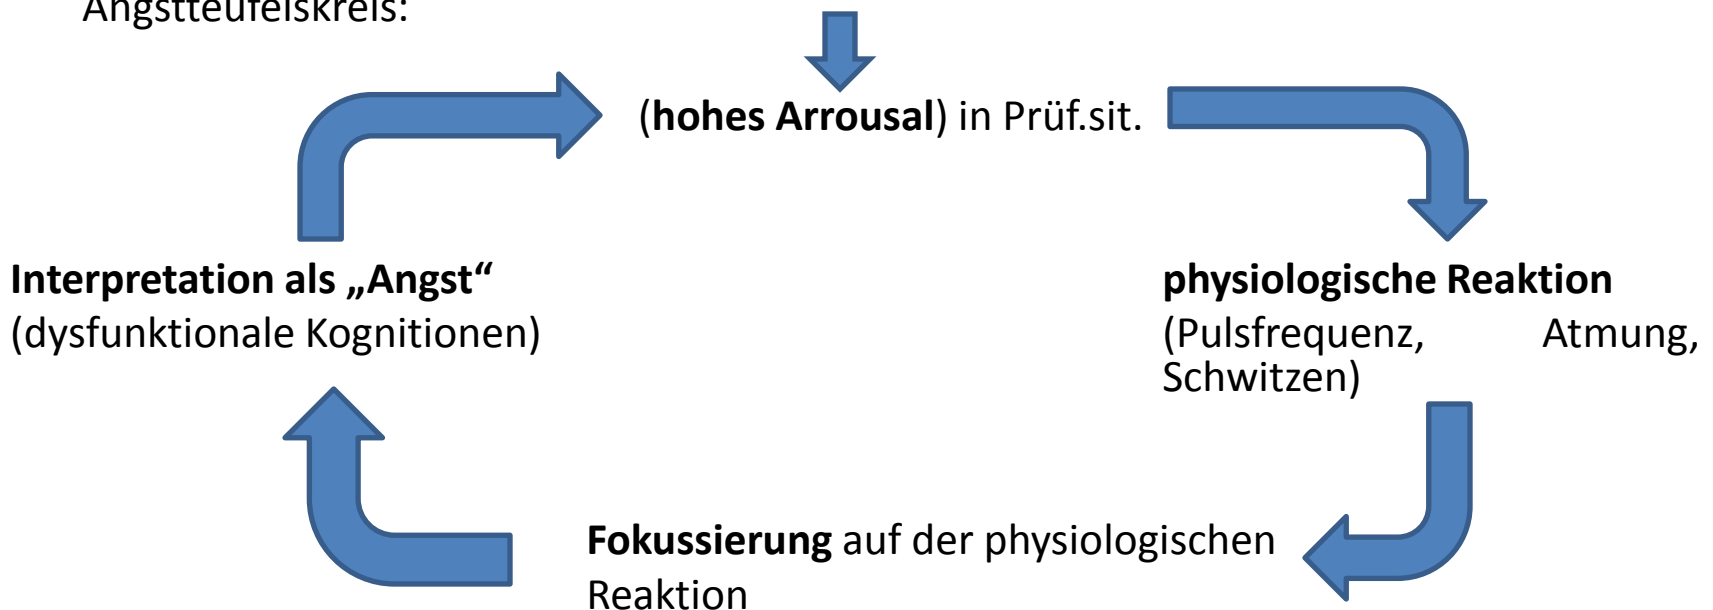 Angstteufelskreis:
(hohes Arrousal) in Prüf.sit.
Interpretation als „Angst“
(dysfunktionale Kognitionen)
physiologische Reaktion
(Pulsfrequenz, Atmung,
Schwitzen)
Fokussierung auf der physiologischen
Reaktion